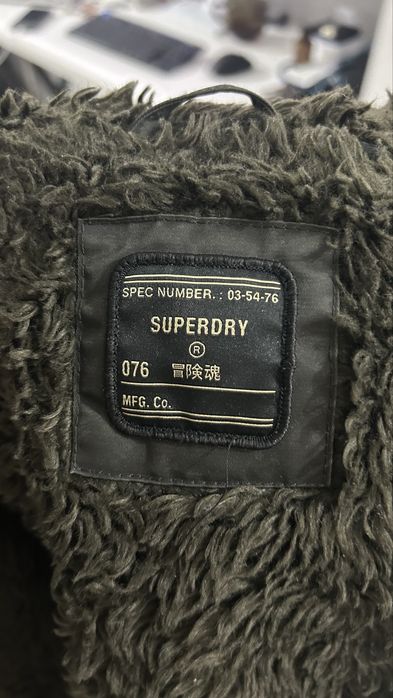 SPEC NUMBER. : 03-54-76
SUPERDRY
®
076 冒険魂
MFG. Co.